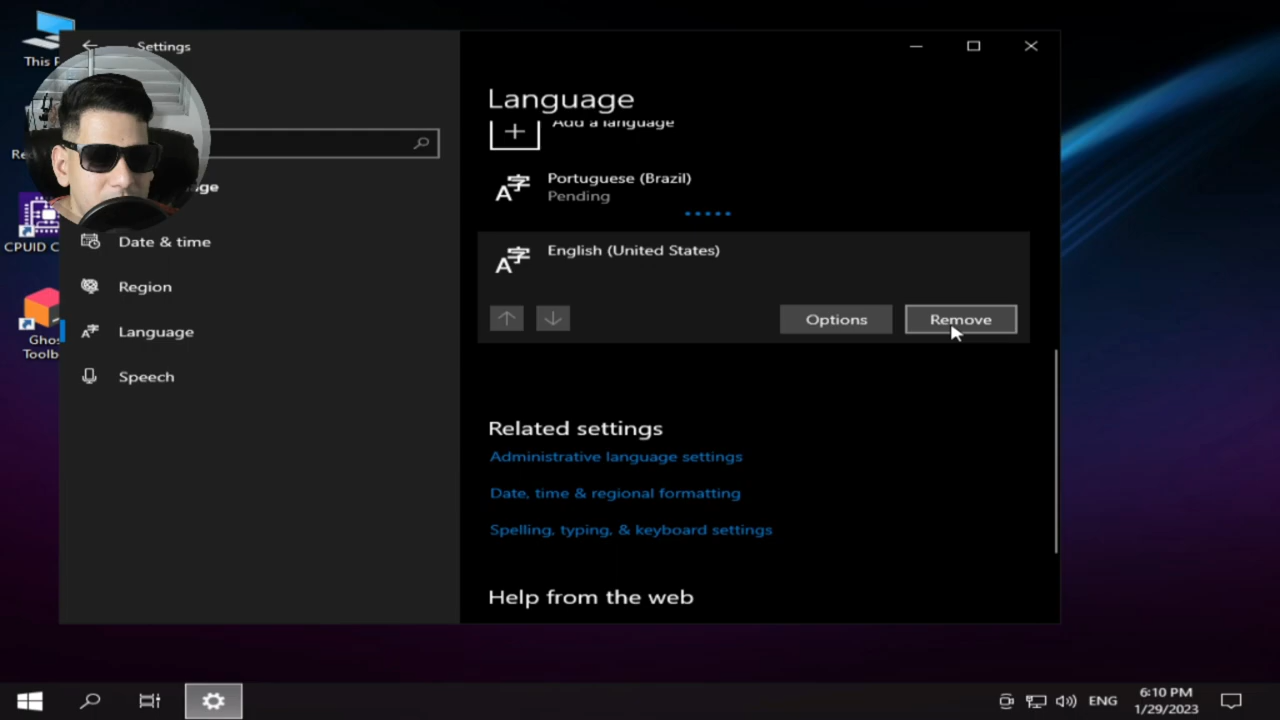 This P
Settings
Language
Add a language
Portuguese (Brazil)
Pending
English (United States)
Options
Remove
Date & time
Region
Language
Speech
CPUID C
Ghos
Toolb
Related settings
Administrative language settings
Date, time & regional formatting
Spelling, typing, & keyboard settings
Help from the web
ENG
6:10 PM
1/29/2023